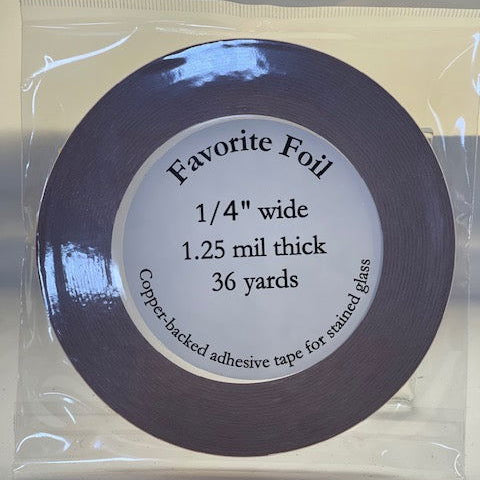 Favorite Foil
1/4" wide
1.25 mil thick
36 yards
Copper-backed adhesive tape for stained glass